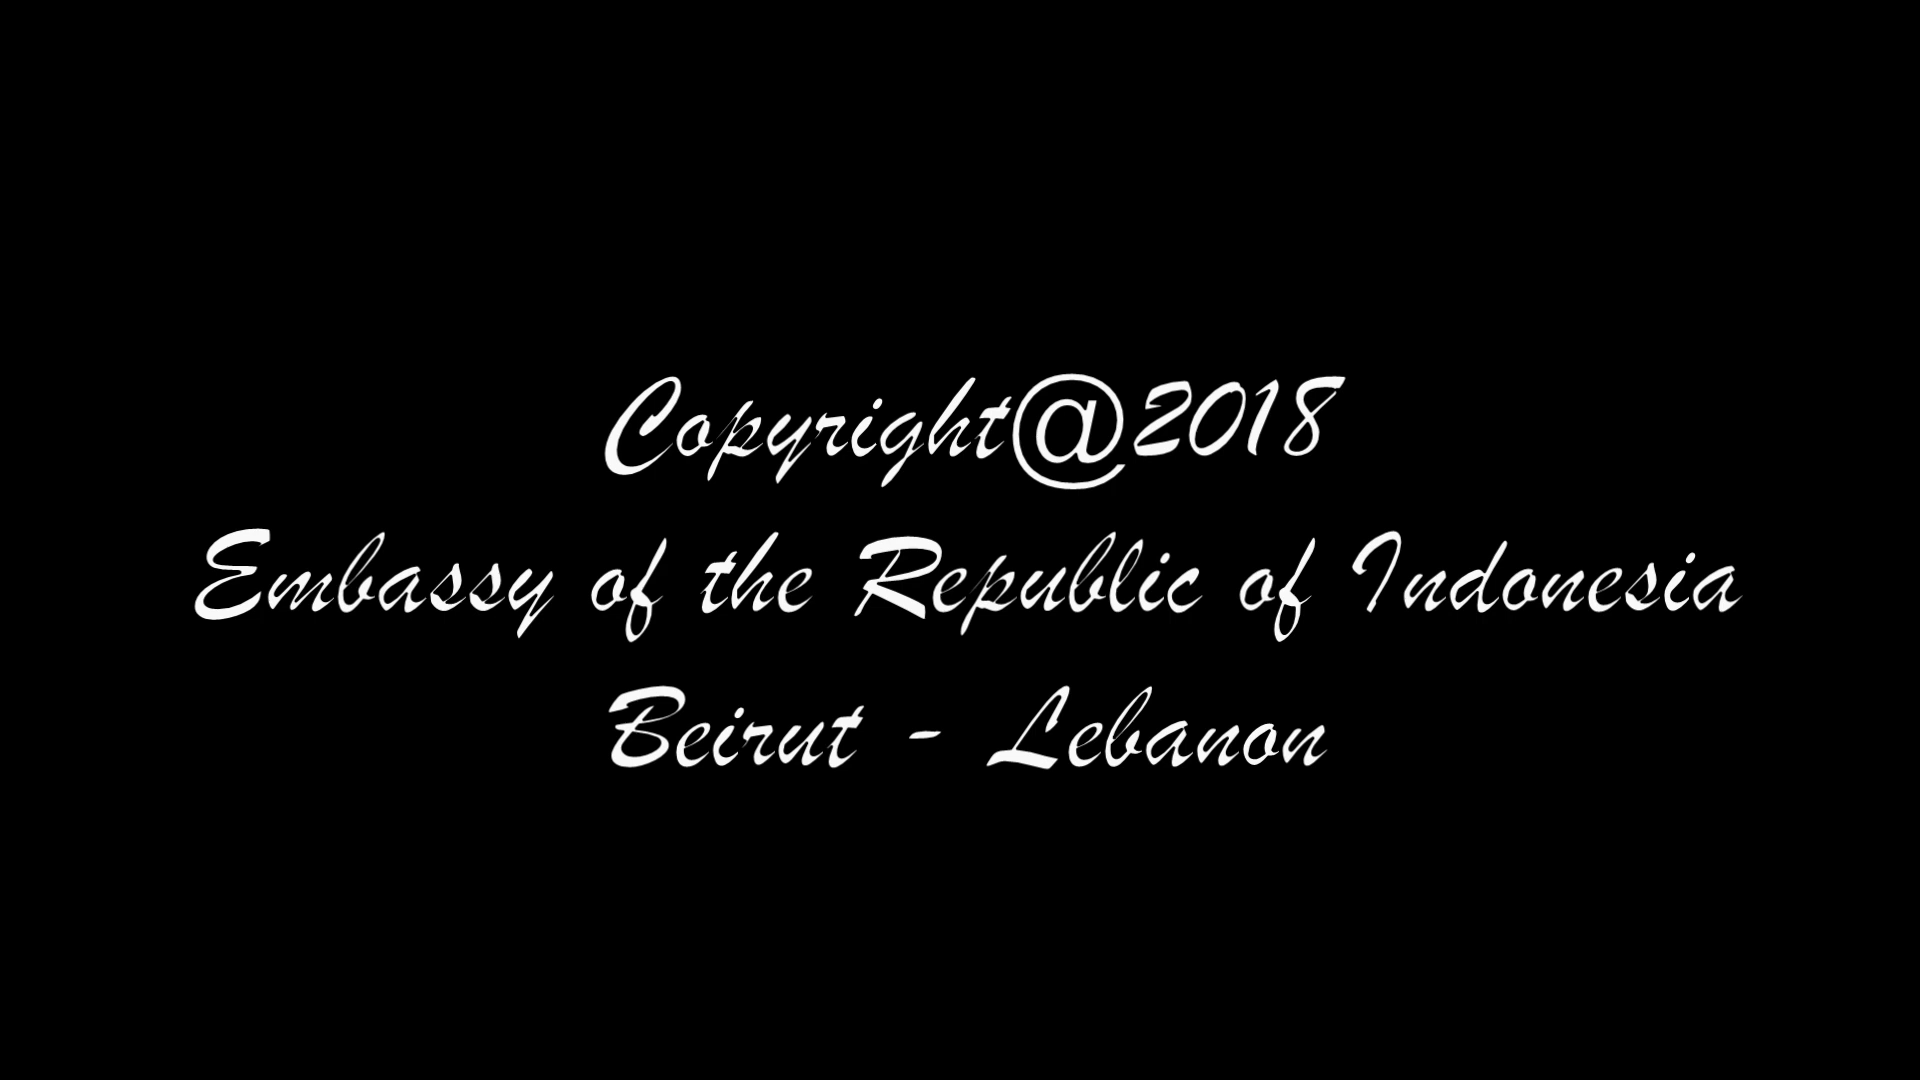 Copyright@2018
Embassy of the Republic of Indonesia
Beirut - Lebanon